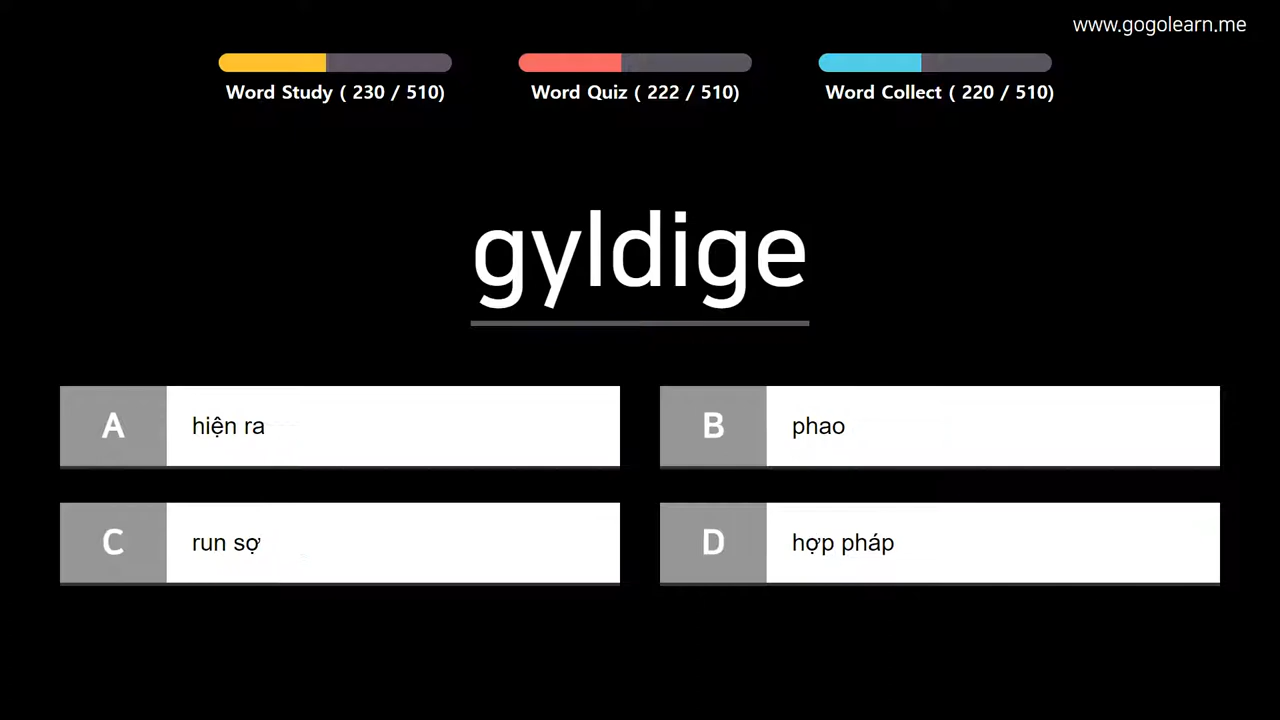 www.gogolearn.me
Word Study ( 230 / 510)
Word Quiz ( 222 / 510)
Word Collect ( 220 / 510)
gyldige
A hiện ra
B phao
C run sợ
D hợp pháp